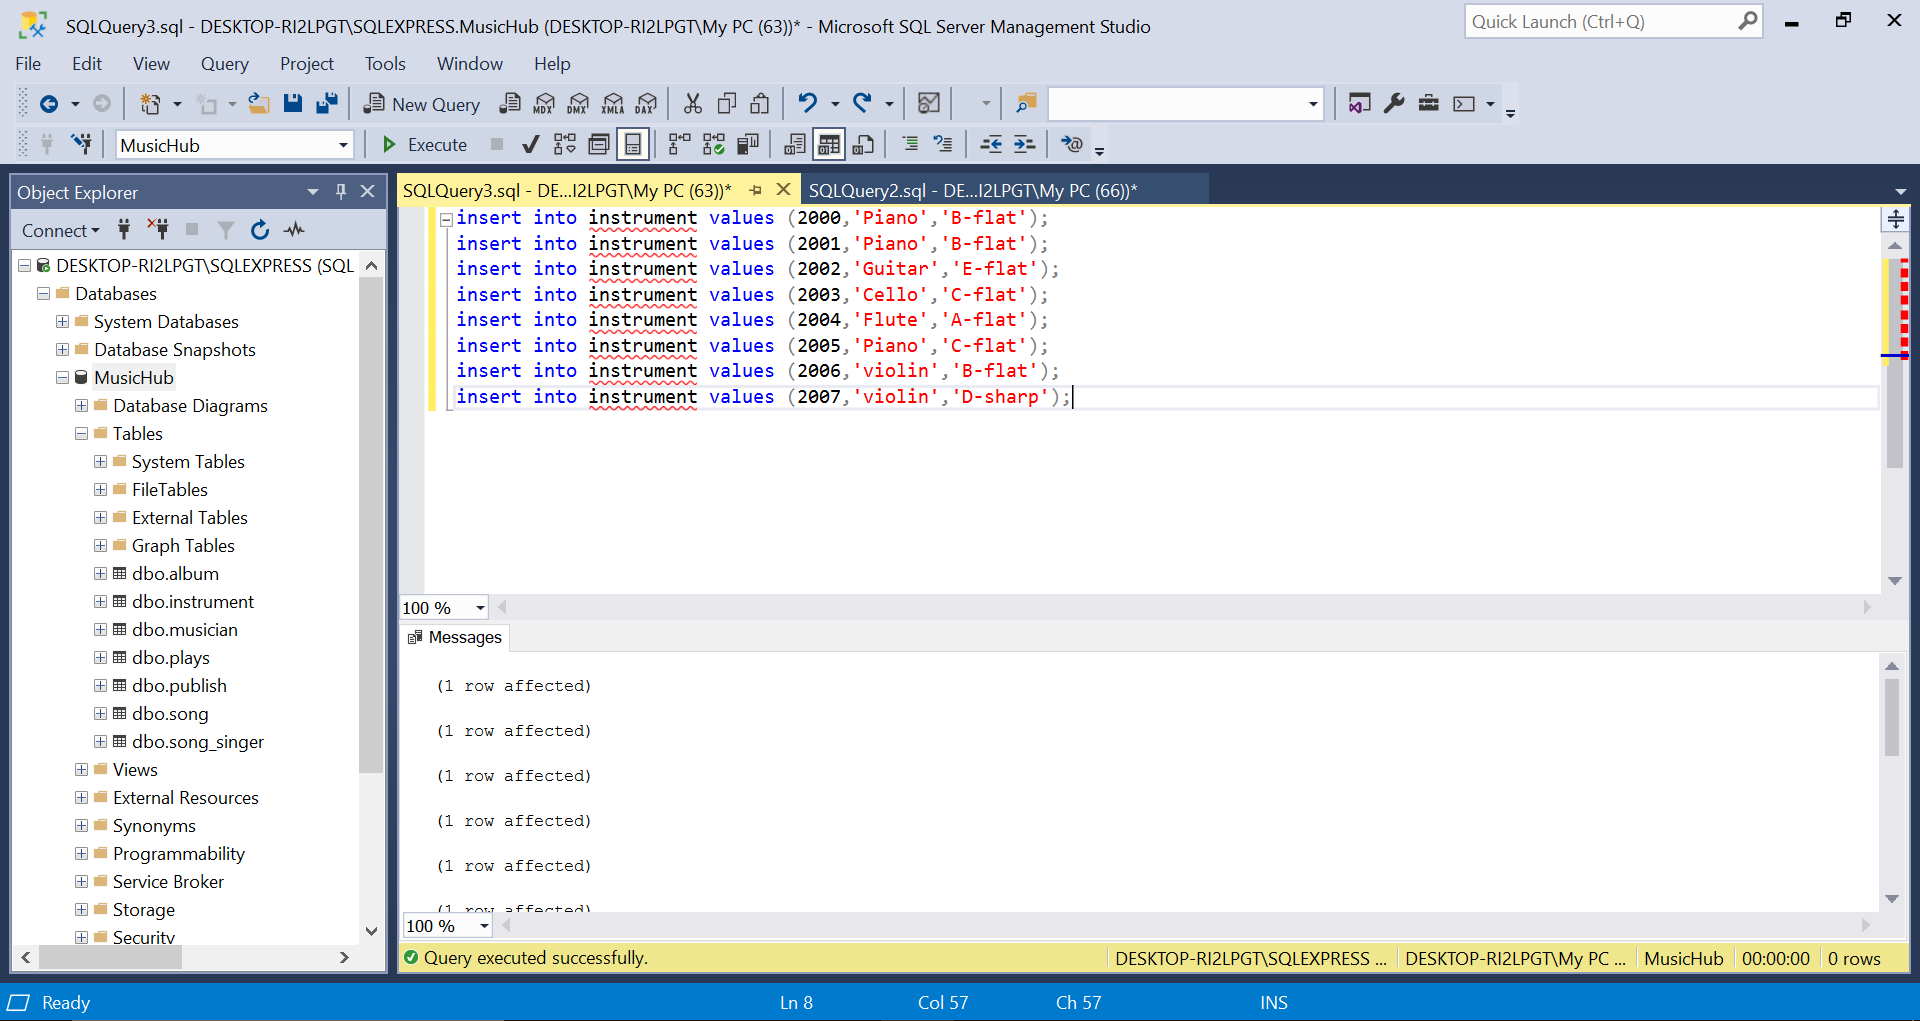 SQLQuery3.sql - DESKTOP-RI2LPGT\SQLEXPRESS.MusicHub (DESKTOP-RI2LPGT\My PC (63))* - Microsoft SQL Server Management Studio
Quick Launch (Ctrl+Q)
File Edit View Query Project Tools Window Help
New Query MDX DMX XMLA DAX
MusicHub Execute
Object Explorer
SQLQuery3.sql - DE...I2LPGT\My PC (63))* SQLQuery2.sql - DE...I2LPGT\My PC (66))*
Connect
DESKTOP-RI2LPGT\SQLEXPRESS (SQL
Databases
System Databases
Database Snapshots
MusicHub
Database Diagrams
Tables
System Tables
FileTables
External Tables
Graph Tables
dbo.album
dbo.instrument
dbo.musician
dbo.plays
dbo.publish
dbo.song
dbo.song_singer
Views
External Resources
Synonyms
Programmability
Service Broker
Storage
Security
insert into instrument values (2000,'Piano','B-flat');
insert into instrument values (2001,'Piano','B-flat');
insert into instrument values (2002,'Guitar','E-flat');
insert into instrument values (2003,'Cello','C-flat');
insert into instrument values (2004,'Flute','A-flat');
insert into instrument values (2005,'Piano','C-flat');
insert into instrument values (2006,'violin','B-flat');
insert into instrument values (2007,'violin','D-sharp');
100 %
Messages
(1 row affected)
(1 row affected)
(1 row affected)
(1 row affected)
(1 row affected)
(1 row affected)
100 %
Query executed successfully. DESKTOP-RI2LPGT\SQLEXPRESS ... DESKTOP-RI2LPGT\My PC ... MusicHub 00:00:00 0 rows
Ready Ln 8 Col 57 Ch 57 INS